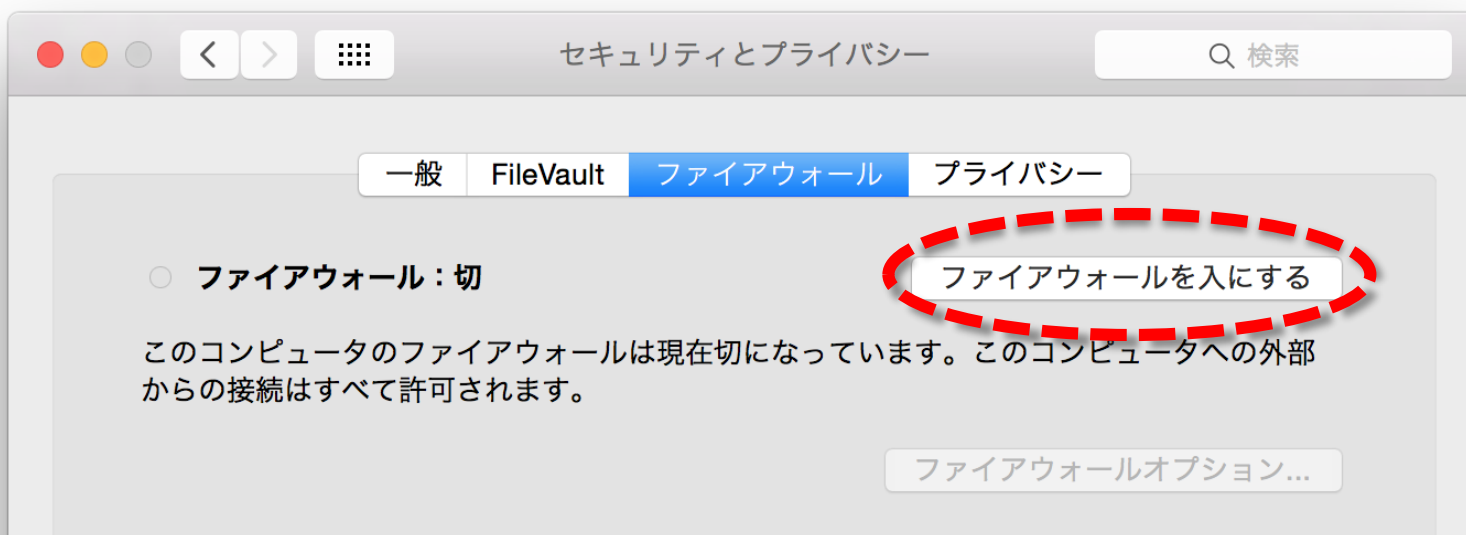 セキュリティとプライバシー
検索
一般
FileVault
ファイアウォール
プライバシー
ファイアウォール：切
ファイアウォールを入にする
このコンピュータのファイアウォールは現在切になっています。このコンピュータへの外部
からの接続はすべて許可されます。
ファイアウォールオプション...